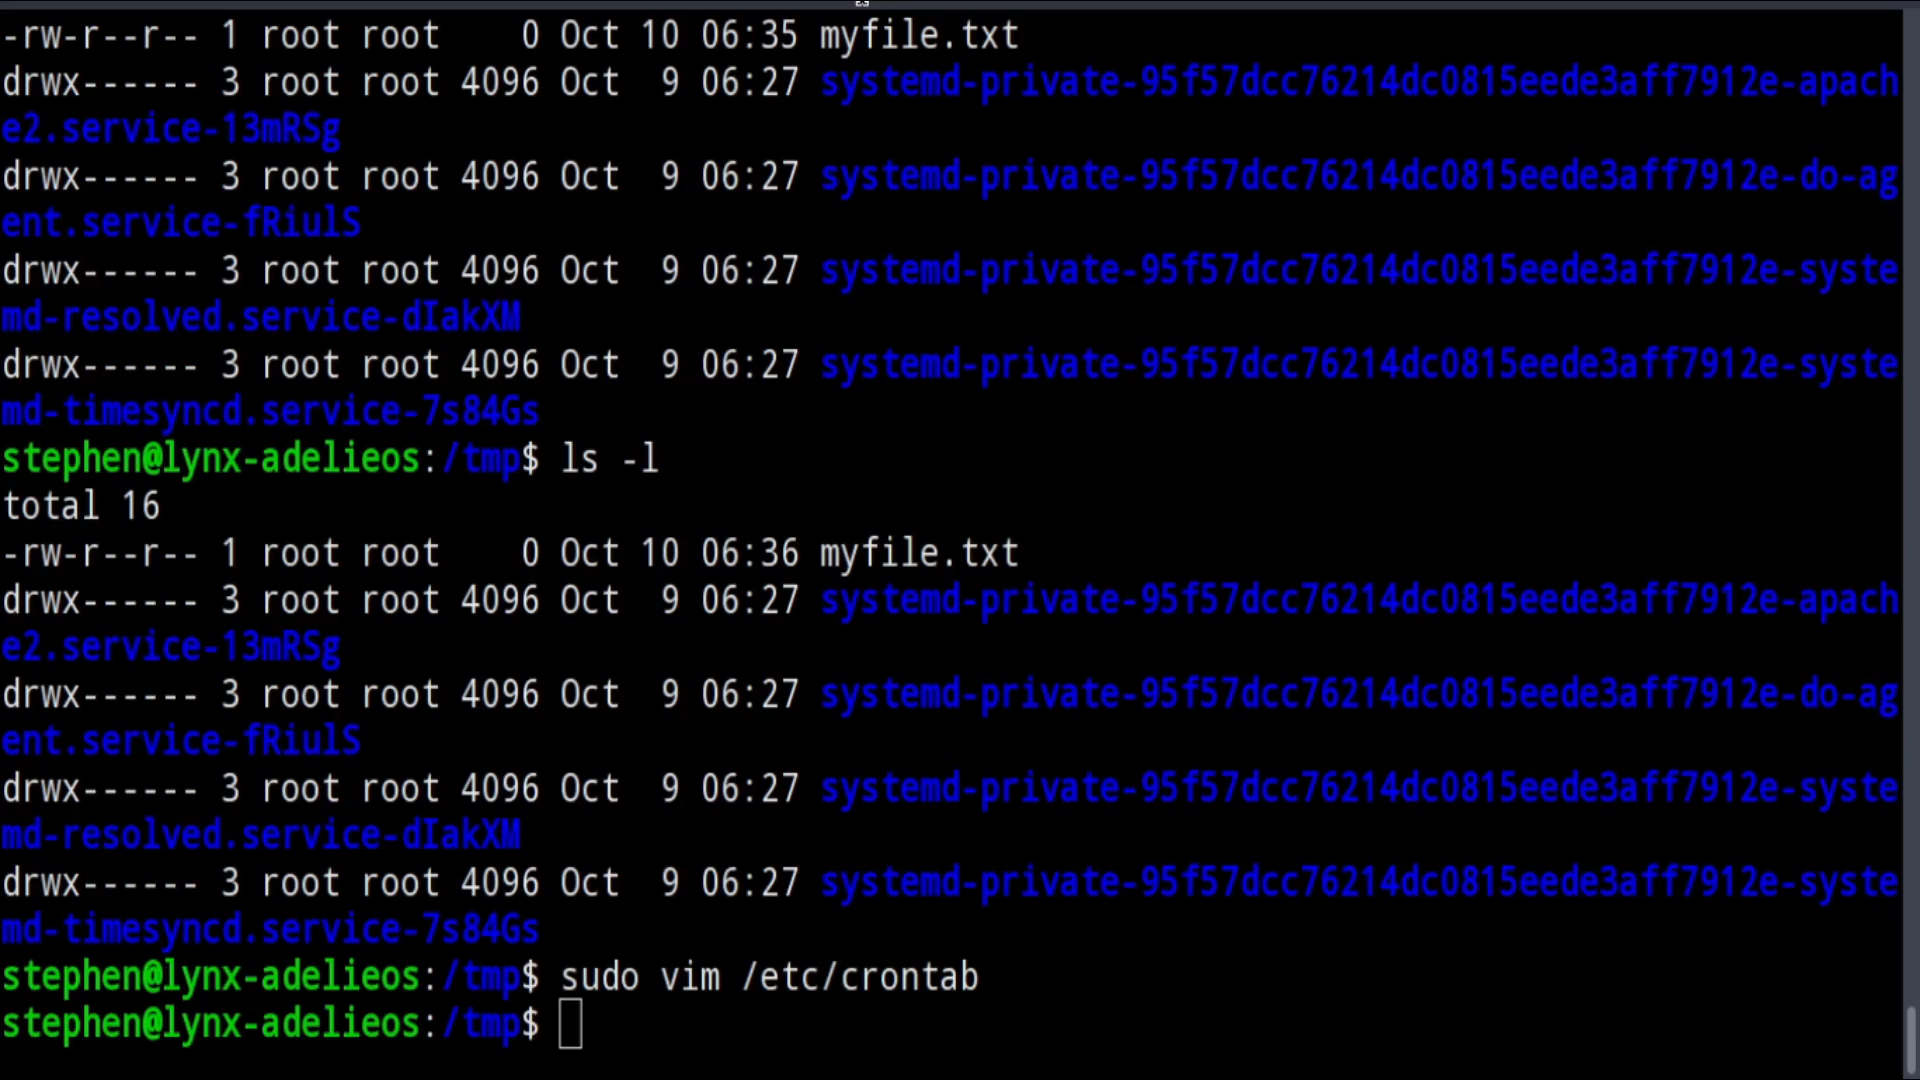 -rw-r--r-- 1 root root    0 Oct 10 06:35 myfile.txt
drwx------ 3 root root 4096 Oct  9 06:27 systemd-private-95f57dcc76214dc0815eede3aff7912e-apach
e2.service-13mRSg
drwx------ 3 root root 4096 Oct  9 06:27 systemd-private-95f57dcc76214dc0815eede3aff7912e-do-ag
ent.service-fRiulS
drwx------ 3 root root 4096 Oct  9 06:27 systemd-private-95f57dcc76214dc0815eede3aff7912e-syste
md-resolved.service-dIakXM
drwx------ 3 root root 4096 Oct  9 06:27 systemd-private-95f57dcc76214dc0815eede3aff7912e-syste
md-timesyncd.service-7s84Gs
stephen@lynx-adelieos:/tmp$ ls -l
total 16
-rw-r--r-- 1 root root    0 Oct 10 06:36 myfile.txt
drwx------ 3 root root 4096 Oct  9 06:27 systemd-private-95f57dcc76214dc0815eede3aff7912e-apach
e2.service-13mRSg
drwx------ 3 root root 4096 Oct  9 06:27 systemd-private-95f57dcc76214dc0815eede3aff7912e-do-ag
ent.service-fRiulS
drwx------ 3 root root 4096 Oct  9 06:27 systemd-private-95f57dcc76214dc0815eede3aff7912e-syste
md-resolved.service-dIakXM
drwx------ 3 root root 4096 Oct  9 06:27 systemd-private-95f57dcc76214dc0815eede3aff7912e-syste
md-timesyncd.service-7s84Gs
stephen@lynx-adelieos:/tmp$ sudo vim /etc/crontab
stephen@lynx-adelieos:/tmp$